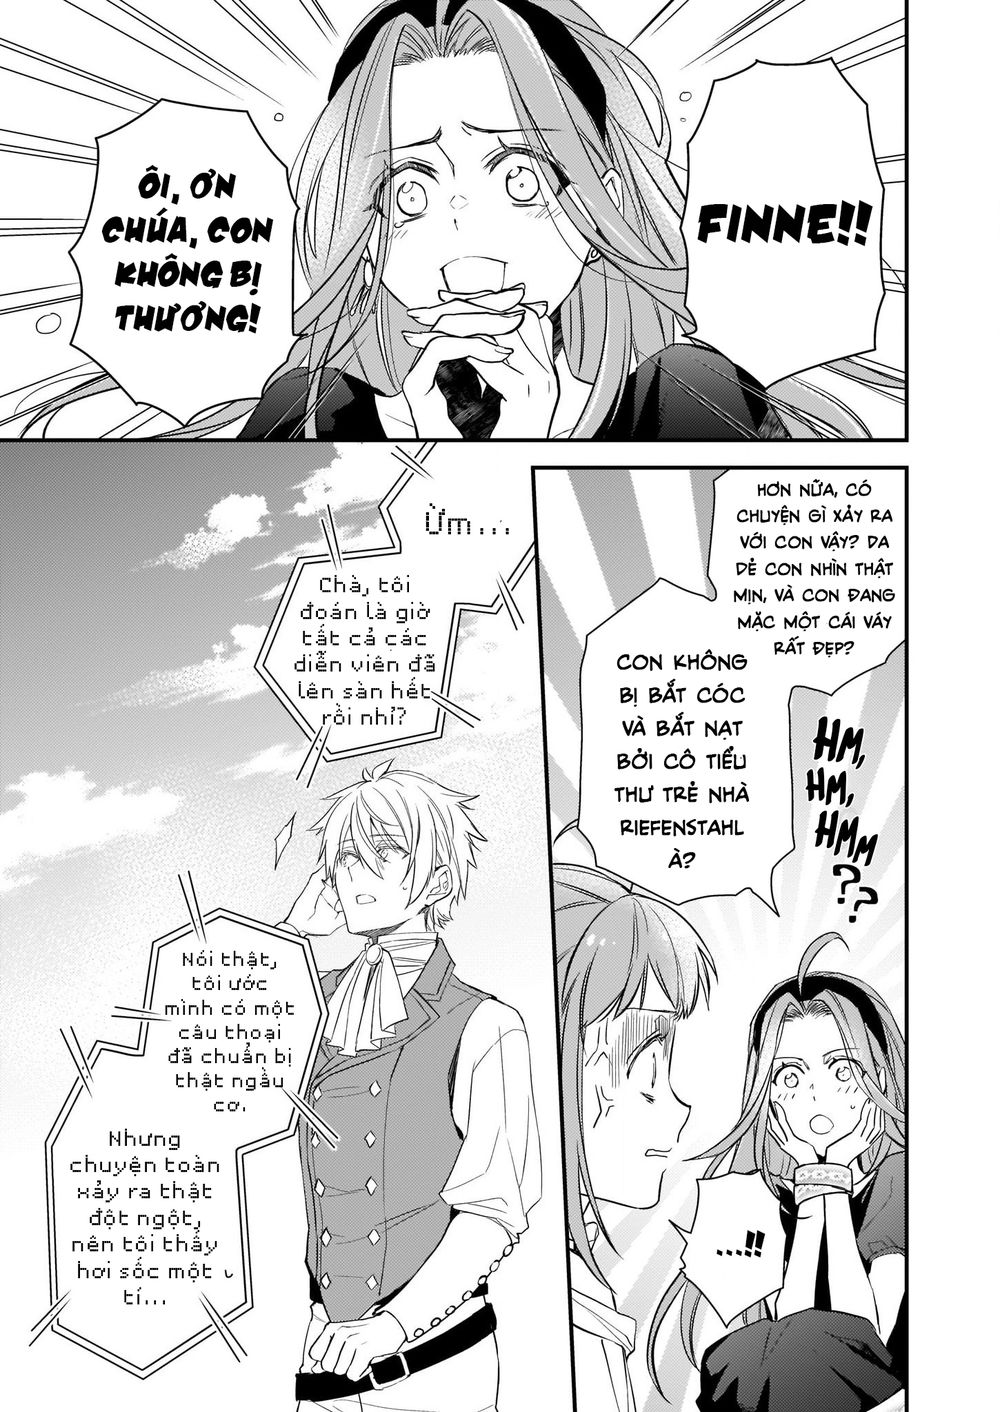 FINNE!!
ÔI, ƠN
CHÚA, CON
KHÔNG BỊ
THƯƠNG!
HƠN NỮA, CÓ
CHUYỆN GÌ XẢY RA
VỚI CON VẬY? DA
DẺ CON NHÌN THẬT
MỊN, VÀ CON ĐANG
MẶC MỘT CÁI VÁY
RẤT ĐẸP?
CON KHÔNG
BỊ BẮT CÓC
VÀ BẮT NẠT
BỞI CÔ TIỂU
THƯ TRẺ NHÀ
RIEFENSTAHL
À?
HM,
HM,
HMM
??
...!!
Ừm...
Chà, tôi
đoán là giờ
tất cả các
diễn viên đã
lên sàn hết
rồi nhỉ?
Nói thật,
tôi ước
mình có một
câu thoại
đã chuẩn bị
thật ngầu
cơ.
Nhưng
chuyện toàn
xảy ra thật
đột ngột,
nên tôi thấy
hơi sốc một
tí...